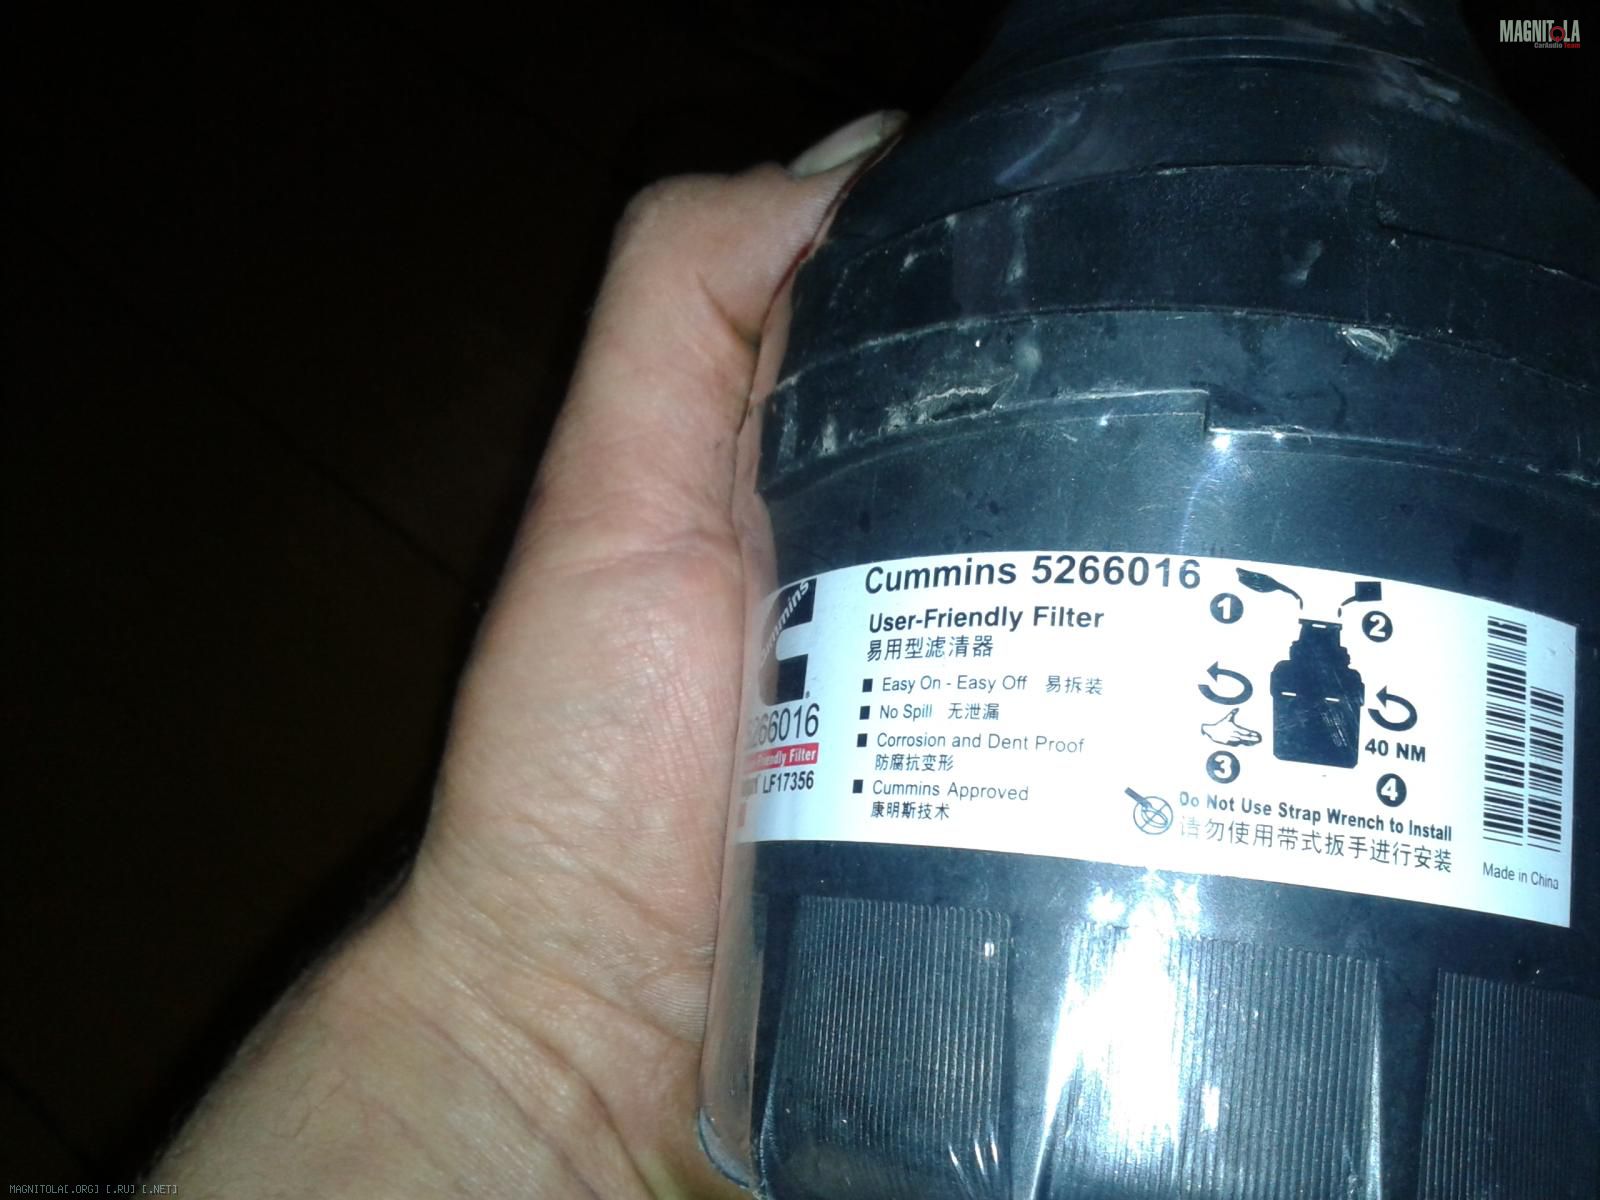 MAGNITOLA
CarAudio Team
Cummins
5266016
Friendly Filter
LF17356
Cummins 5266016
User-Friendly Filter
易用型滤清器
■ Easy On - Easy Off 易拆装
■ No Spill 无泄漏
■ Corrosion and Dent Proof
防腐抗变形
■ Cummins Approved
康明斯技术
1
2
3
40 NM
4
Do Not Use Strap Wrench to Install
请勿使用带式扳手进行安装
Made in China
MAGNITOLA[.ORG] [.RU] [.NET]